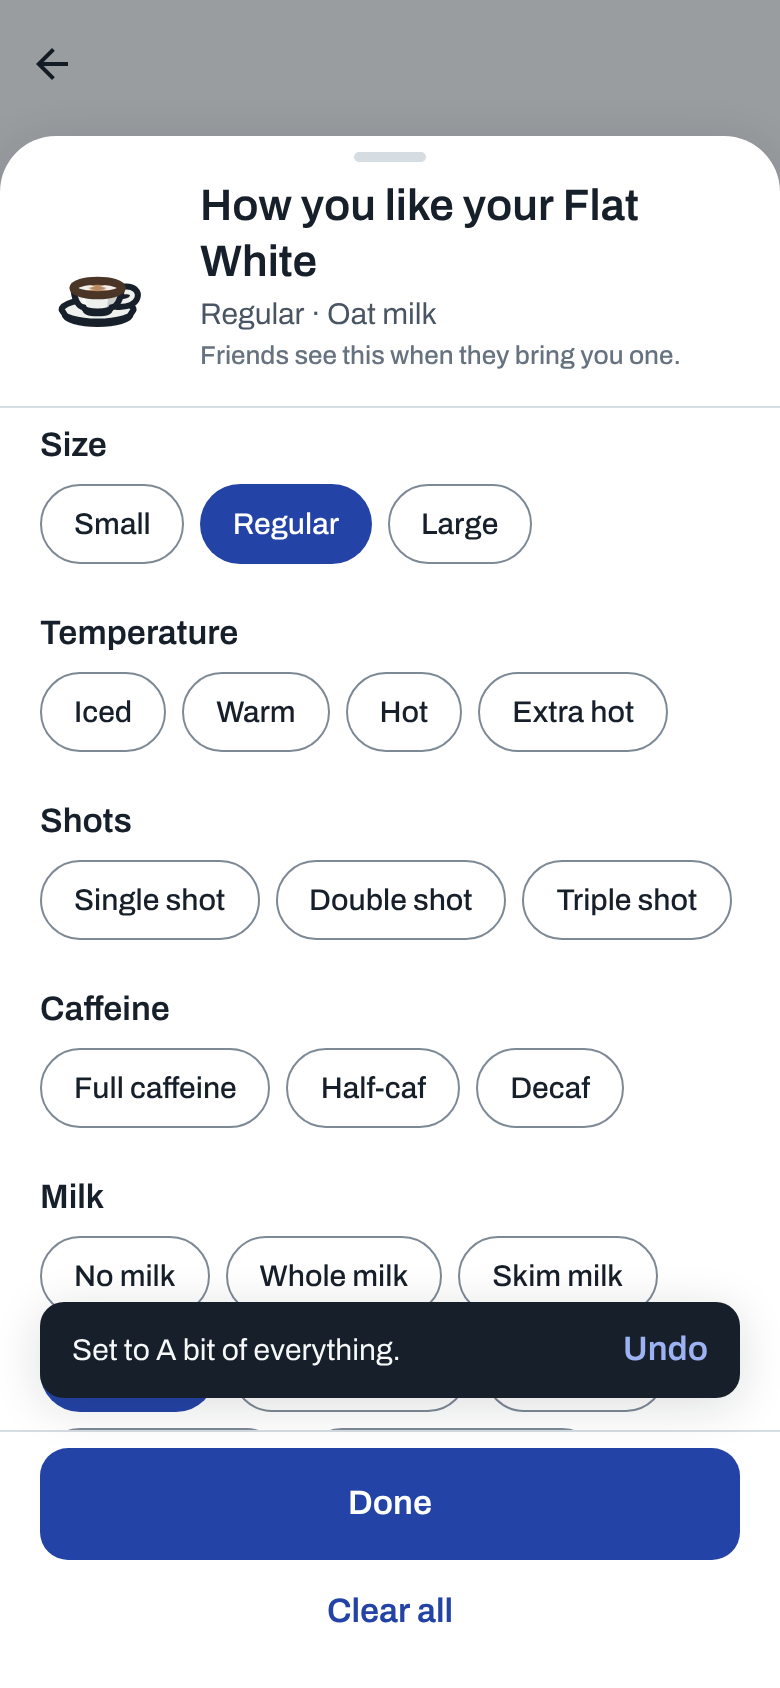 How you like your Flat
White
Regular · Oat milk
Friends see this when they bring you one.
Size
Small
Regular
Large
Temperature
Iced
Warm
Hot
Extra hot
Shots
Single shot
Double shot
Triple shot
Caffeine
Full caffeine
Half-caf
Decaf
Milk
No milk
Whole milk
Skim milk
Set to A bit of everything.
Undo
Done
Clear all